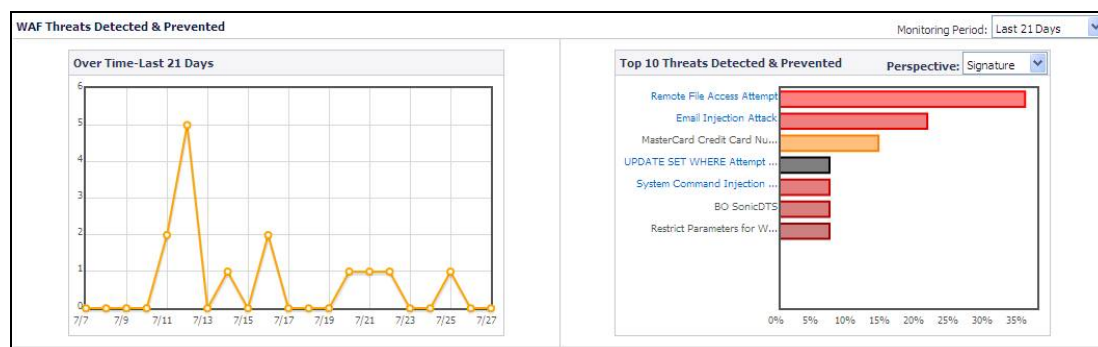 WAF Threats Detected & Prevented
Monitoring Period: Last 21 Days
Over Time-Last 21 Days
6
5
4
3
2
1
0
7/7 7/9 7/11 7/13 7/15 7/17 7/19 7/21 7/23 7/25 7/27
Top 10 Threats Detected & Prevented
Perspective: Signature
Remote File Access Attempt
Email Injection Attack
MasterCard Credit Card Nu...
UPDATE SET WHERE Attempt ...
System Command Injection ...
BO SonicDTS
Restrict Parameters for W...
0% 5% 10% 15% 20% 25% 30% 35%